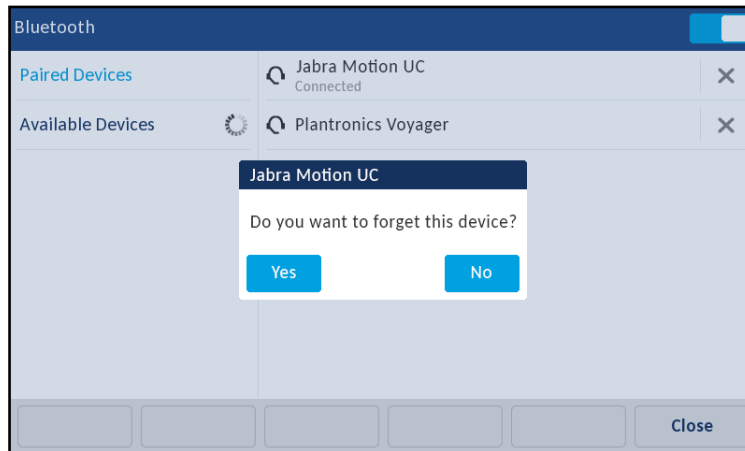 Bluetooth
Paired Devices
Jabra Motion UC
Connected
Available Devices
Plantronics Voyager
Jabra Motion UC
Do you want to forget this device?
Yes
No
Close